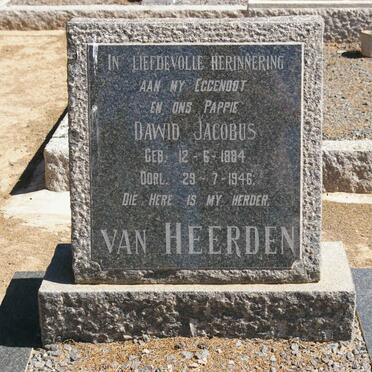 IN LIEFDEVOLLE HERINNERING
AAN MY EGGENOOT
EN ONS PAPPIE
DAWID JACOBUS
GEB. 12-6-1884
OORL. 29-7-1946.
DIE HERE IS MY HERDER.
VAN HEERDEN